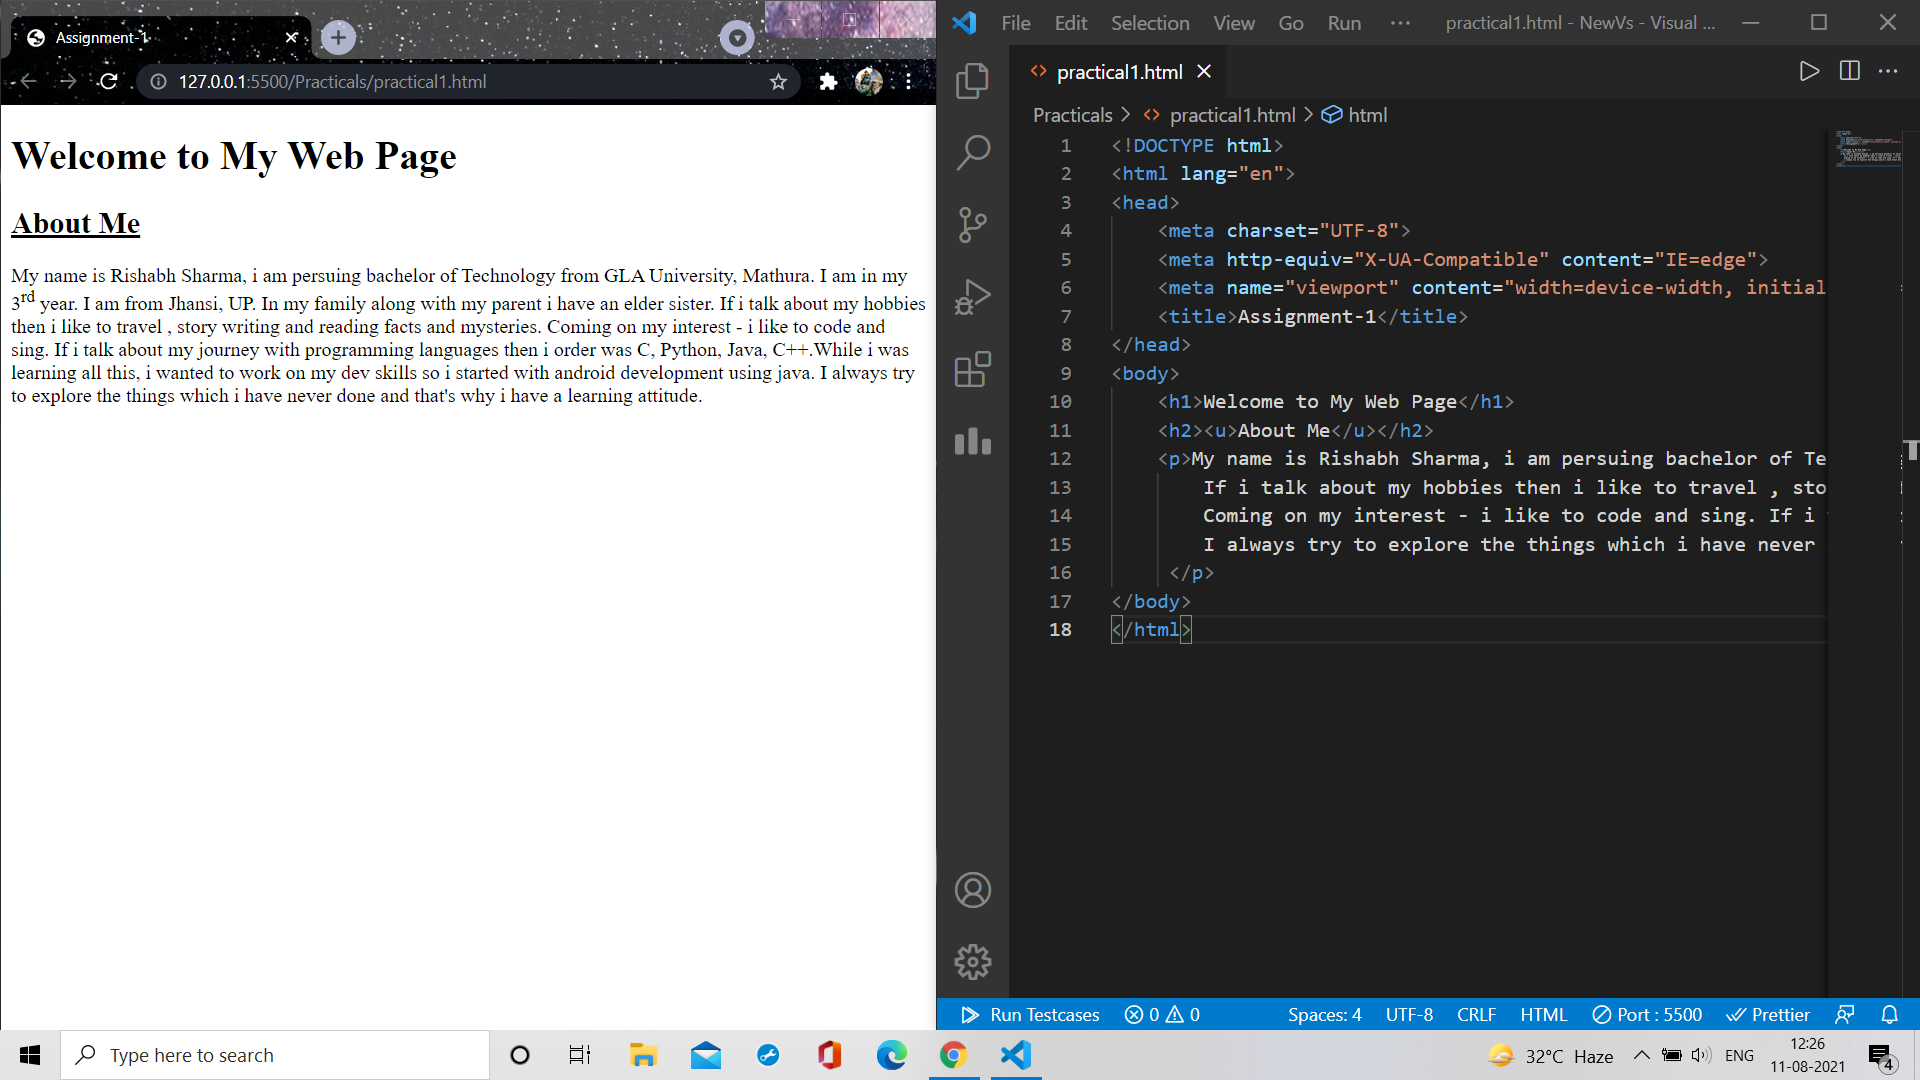 Assignment-1
127.0.0.1:5500/Practicals/practical1.html
Welcome to My Web Page
About Me
My name is Rishabh Sharma, i am persuing bachelor of Technology from GLA University, Mathura. I am in my
3rd year. I am from Jhansi, UP. In my family along with my parent i have an elder sister. If i talk about my hobbies
then i like to travel , story writing and reading facts and mysteries. Coming on my interest - i like to code and
sing. If i talk about my journey with programming languages then i order was C, Python, Java, C++.While i was
learning all this, i wanted to work on my dev skills so i started with android development using java. I always try
to explore the things which i have never done and that's why i have a learning attitude.
File Edit Selection View Go Run ··· practical1.html - NewVs - Visual ...
practical1.html
Practicals > practical1.html > html
1 <!DOCTYPE html>
2 <html lang="en">
3 <head>
4 <meta charset="UTF-8">
5 <meta http-equiv="X-UA-Compatible" content="IE=edge">
6 <meta name="viewport" content="width=device-width, initial
7 <title>Assignment-1</title>
8 </head>
9 <body>
10 <h1>Welcome to My Web Page</h1>
11 <h2><u>About Me</u></h2>
12 <p>My name is Rishabh Sharma, i am persuing bachelor of Te
13 If i talk about my hobbies then i like to travel , sto
14 Coming on my interest - i like to code and sing. If i
15 I always try to explore the things which i have never
16 </p>
17 </body>
18 </html>
Run Testcases 0 0 Spaces: 4 UTF-8 CRLF HTML Port : 5500 Prettier
Type here to search
32°C Haze ENG
12:26
11-08-2021
4